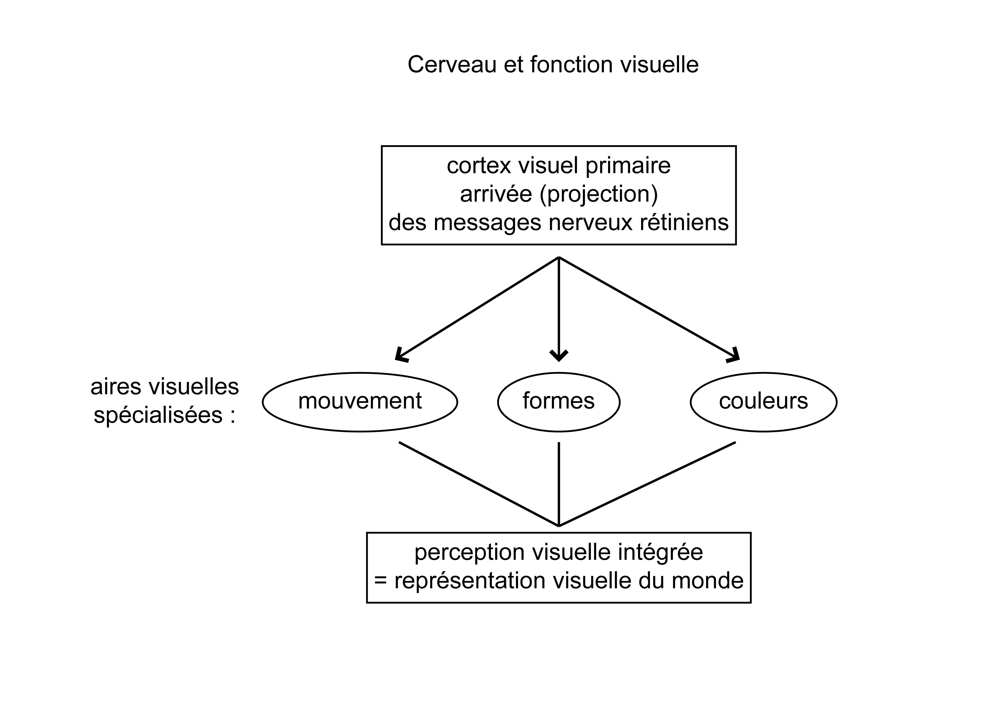 Cerveau et fonction visuelle
cortex visuel primaire
arrivée (projection)
des messages nerveux rétiniens
aires visuelles
spécialisées :
mouvement
formes
couleurs
perception visuelle intégrée
= représentation visuelle du monde